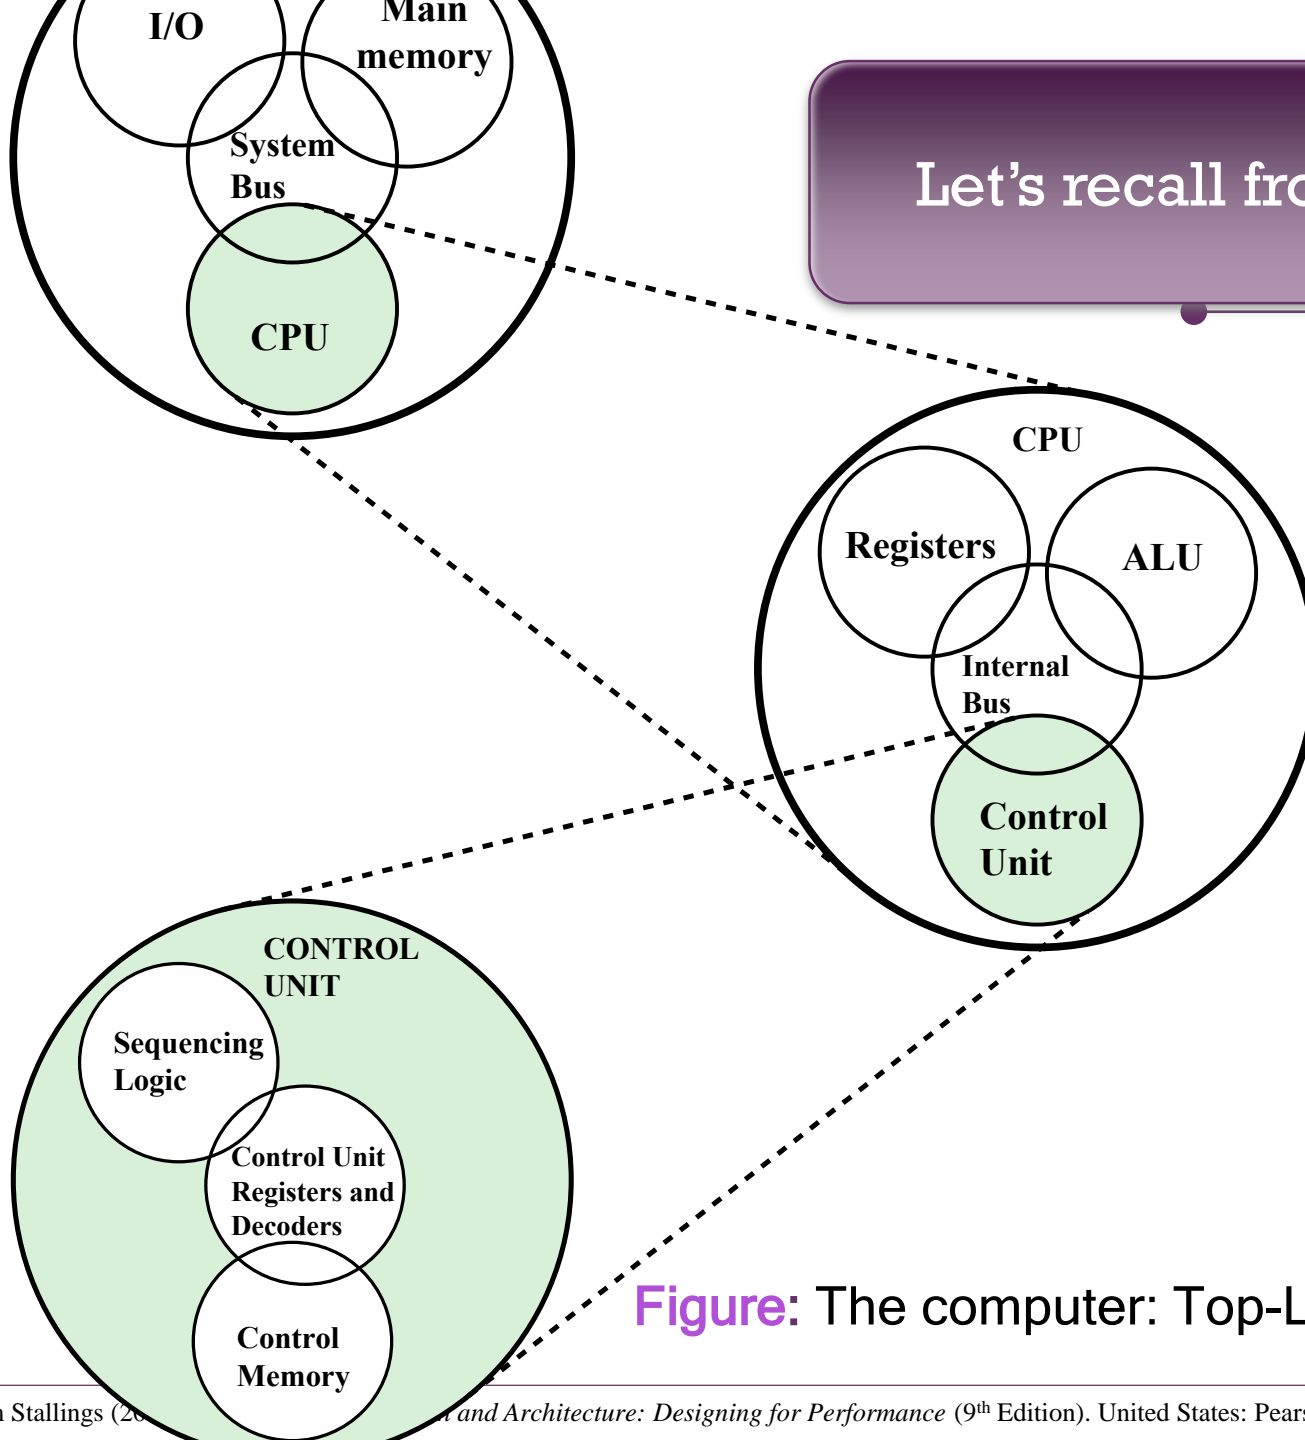 I/O
Main
memory
System
Bus
CPU
Let's recall fro
CPU
Registers
ALU
Internal
Bus
Control
Unit
CONTROL
UNIT
Sequencing
Logic
Control Unit
Registers and
Decoders
Control
Memory
Figure: The computer: Top-L
n Stallings (20 and Architecture: Designing for Performance (9th Edition). United States: Pears